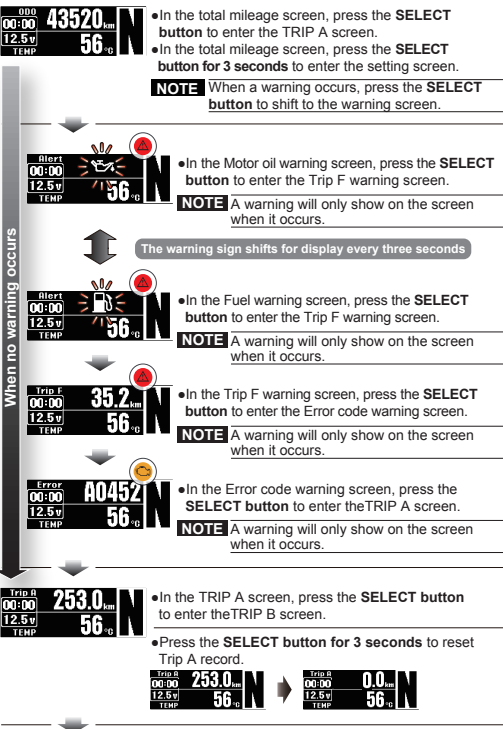 ODO
43520km
00:00
12.5v
56°C
TEMP
N
●In the total mileage screen, press the SELECT
button to enter the TRIP A screen.
●In the total mileage screen, press the SELECT
button for 3 seconds to enter the setting screen.
NOTE When a warning occurs, press the SELECT
button to shift to the warning screen.
When no warning occurs
Alert
00:00
12.5v
56°C
TEMP
N
●In the Motor oil warning screen, press the SELECT
button to enter the Trip F warning screen.
NOTE A warning will only show on the screen
when it occurs.
The warning sign shifts for display every three seconds
Alert
00:00
12.5v
56°C
TEMP
N
●In the Fuel warning screen, press the SELECT
button to enter the Trip F warning screen.
NOTE A warning will only show on the screen
when it occurs.
Trip F
35.2km
00:00
12.5v
56°C
TEMP
N
●In the Trip F warning screen, press the SELECT
button to enter the Error code warning screen.
NOTE A warning will only show on the screen
when it occurs.
Error
A0452
00:00
12.5v
56°C
TEMP
N
●In the Error code warning screen, press the
SELECT button to enter theTRIP A screen.
NOTE A warning will only show on the screen
when it occurs.
Trip A
253.0km
00:00
12.5v
56°C
TEMP
N
●In the TRIP A screen, press the SELECT button
to enter theTRIP B screen.
●Press the SELECT button for 3 seconds to reset
Trip A record.
Trip A
253.0km
00:00
12.5v
56°C
TEMP
N
Trip A
0.0km
00:00
12.5v
56°C
TEMP
N